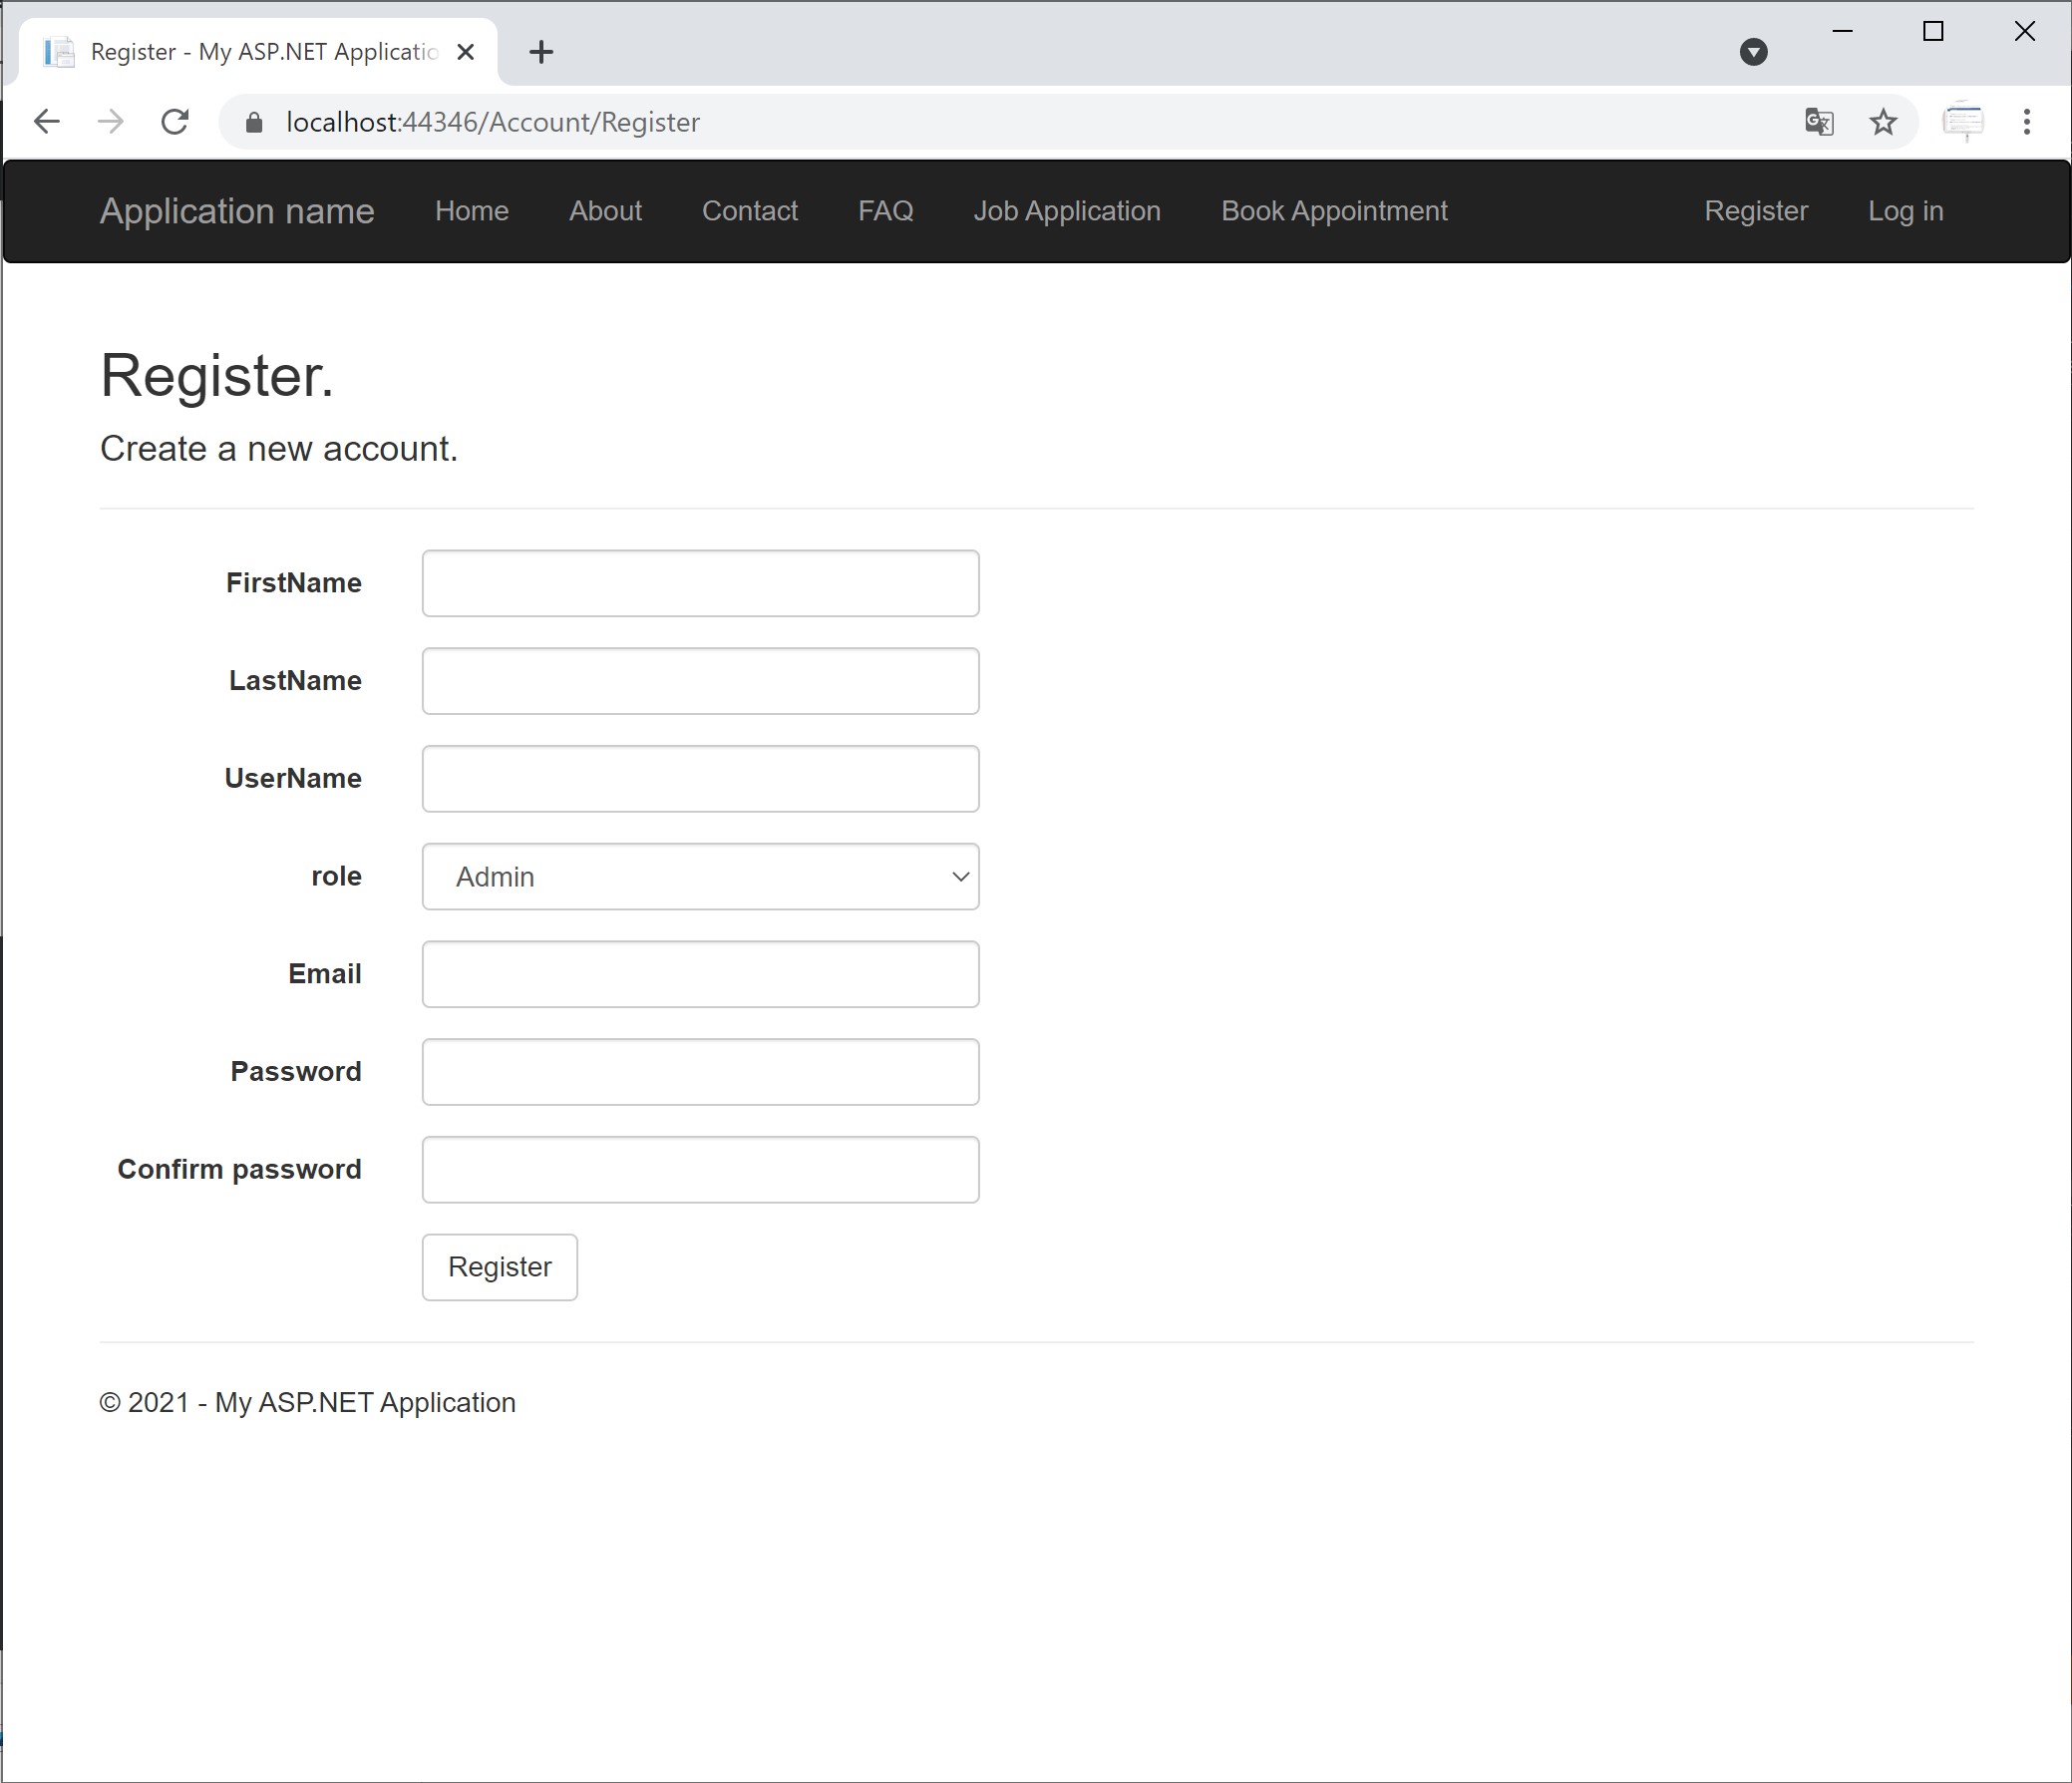 Register - My ASP.NET Applicatio
localhost:44346/Account/Register
Application name Home About Contact FAQ Job Application Book Appointment Register Log in
Register.
Create a new account.
FirstName
LastName
UserName
role Admin
Email
Password
Confirm password
Register
© 2021 - My ASP.NET Application